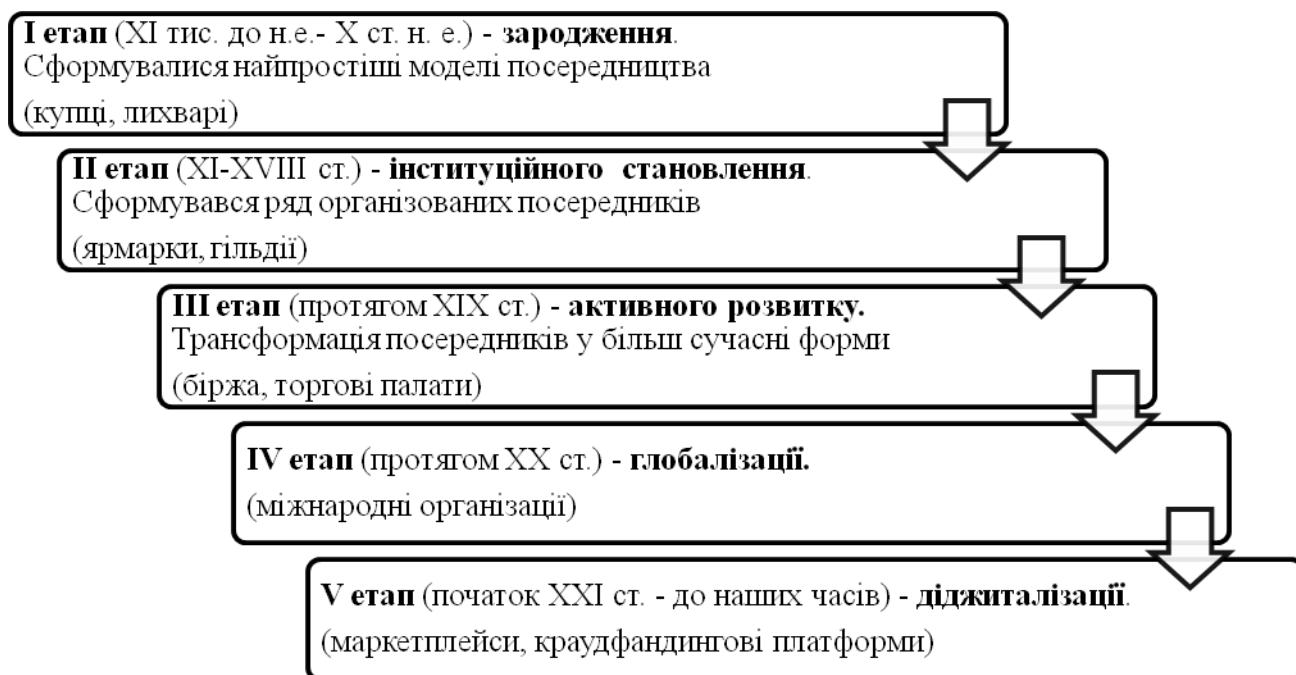 I етап (XI тис. до н.е.- X ст. н. е.) - зародження.
Сформувалися найпростіші моделі посередництва
(купці, лихварі)
II етап (XI-XVIII ст.) - інституційного становлення.
Сформувався ряд організованих посередників
(ярмарки, гільдії)
III етап (протягом XIX ст.) - активного розвитку.
Трансформація посередників у більш сучасні форми
(біржа, торгові палати)
IV етап (протягом XX ст.) - глобалізації.
(міжнародні організації)
V етап (початок XXI ст. - до наших часів) - діджиталізації.
(маркетплейси, краудфандингові платформи)